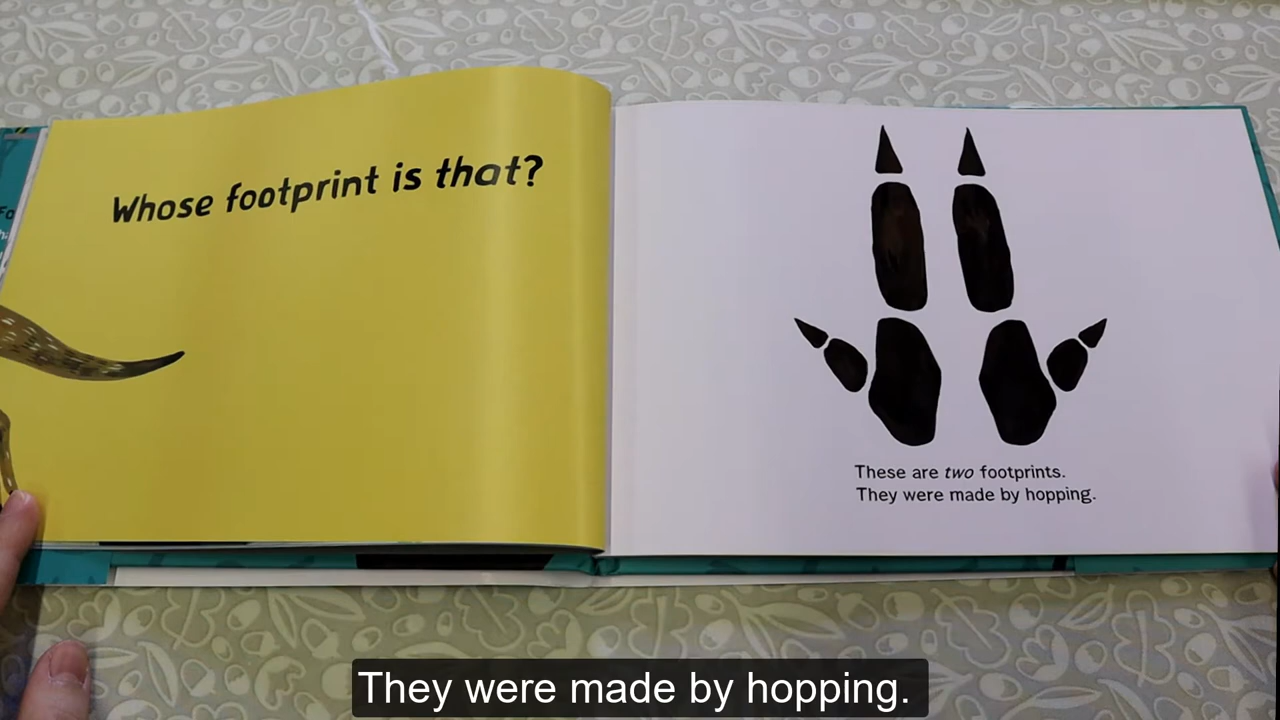 Whose footprint is that?
These are two footprints.
They were made by hopping.
They were made by hopping.